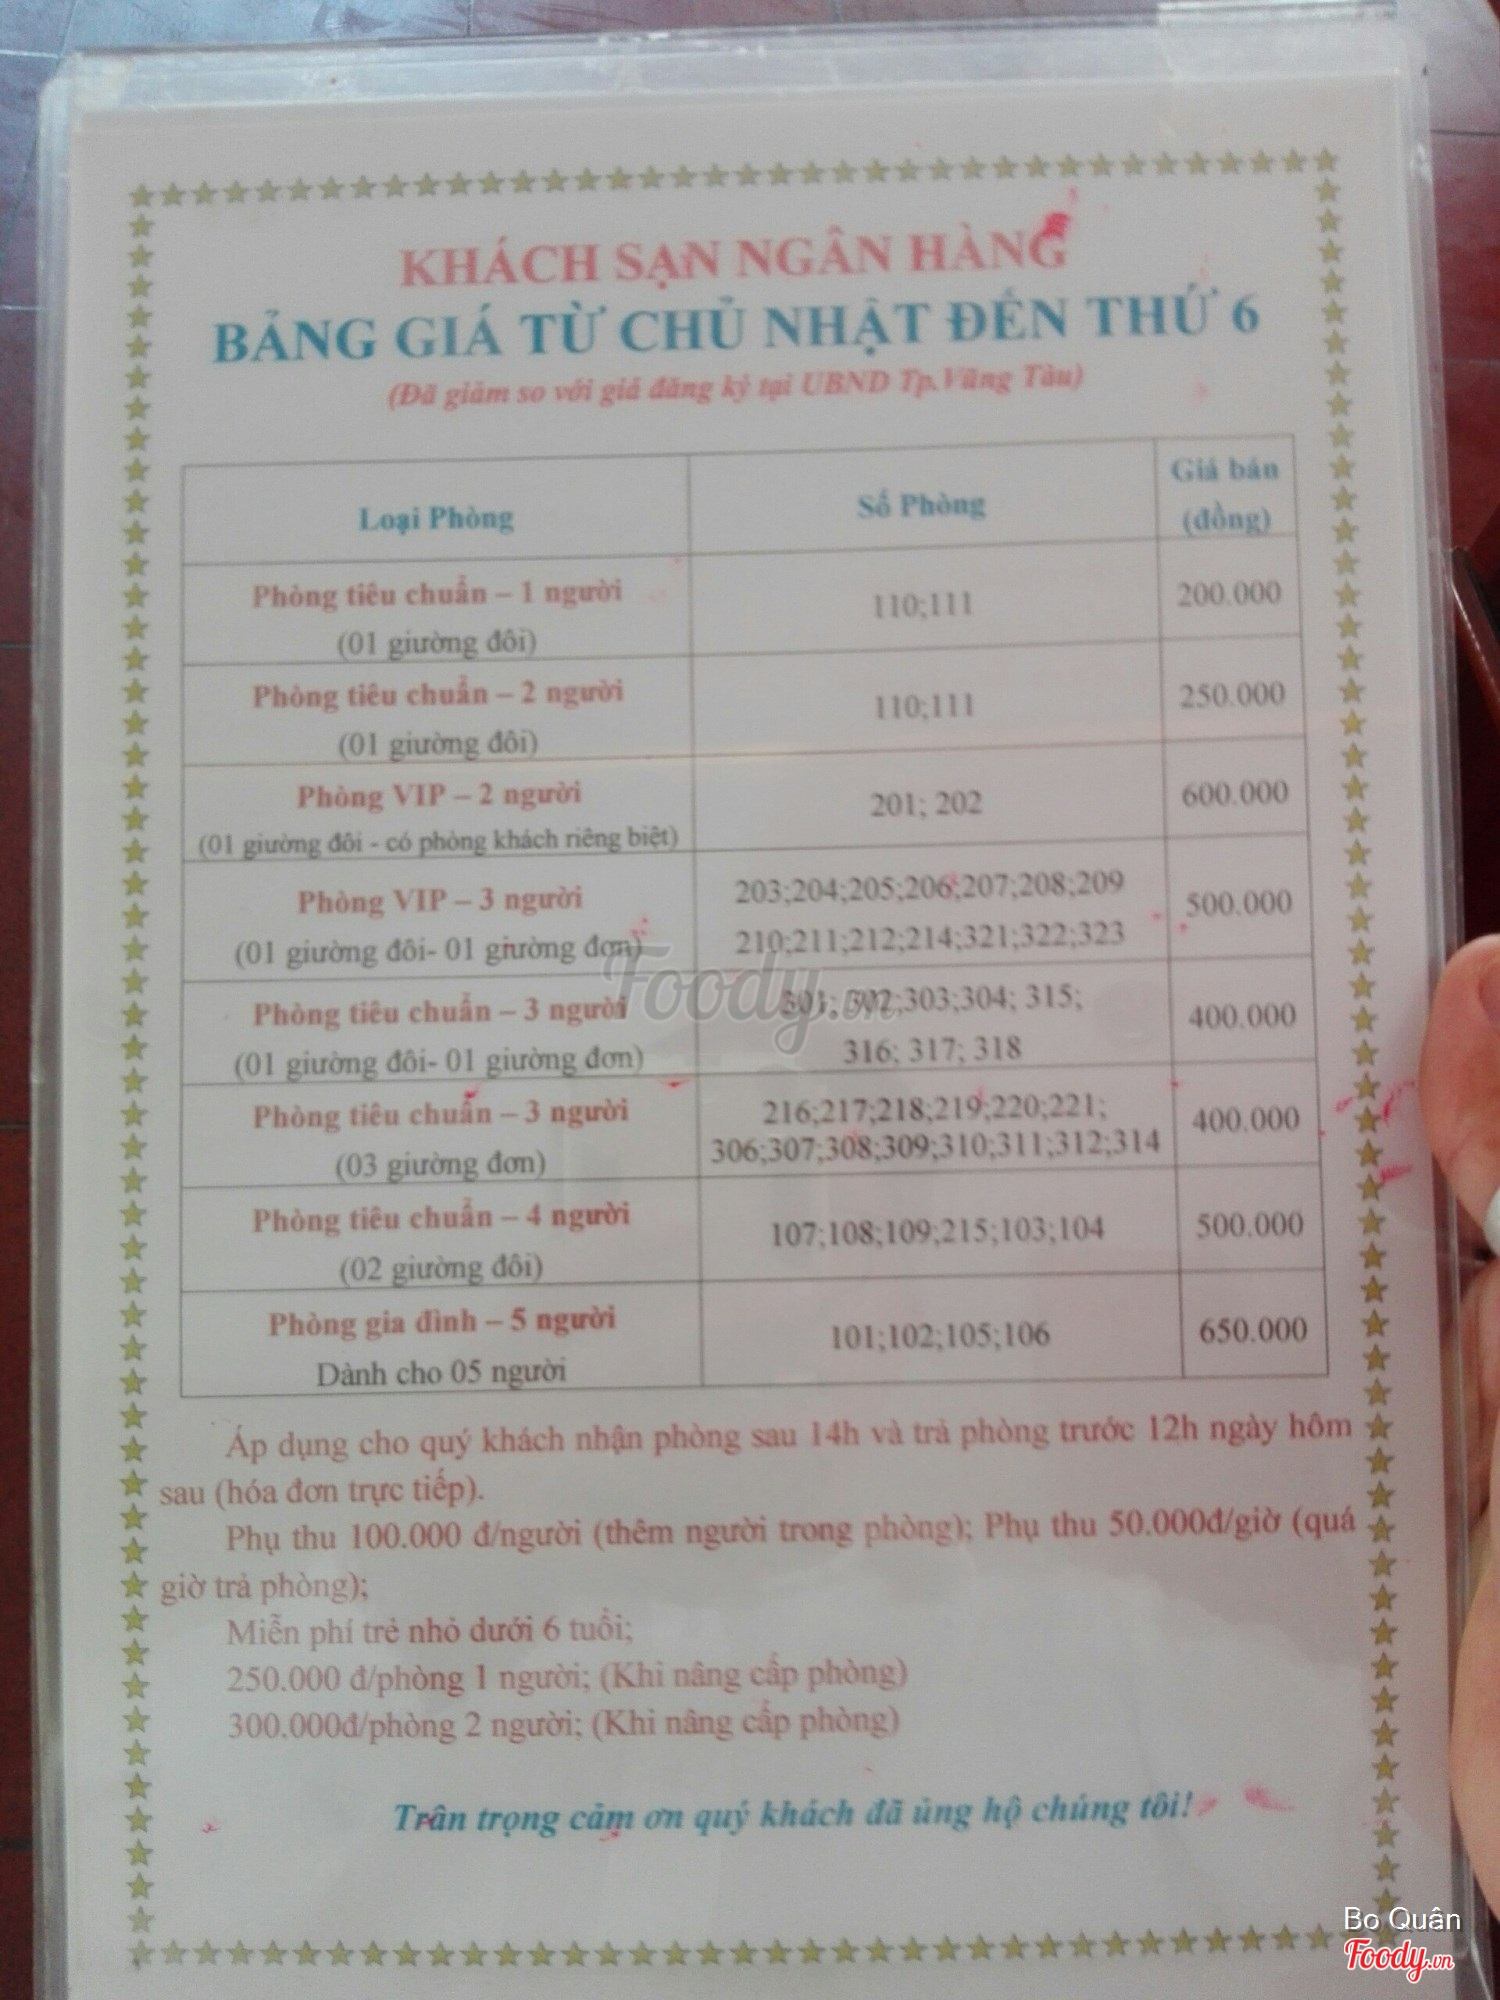 KHÁCH SẠN NGÂN HÀNG
BẢNG GIÁ TỪ CHỦ NHẬT ĐẾN THỨ 6
(Đã giảm so với giá đăng ký tại UBND Tp.Vũng Tàu)
Loại Phòng
Số Phòng
Giá bán
(đồng)
Phòng tiêu chuẩn – 1 người
(01 giường đôi)
110;111
200.000
Phòng tiêu chuẩn – 2 người
(01 giường đôi)
110;111
250.000
Phòng VIP – 2 người
(01 giường đôi - có phòng khách riêng biệt)
201; 202
600.000
Phòng VIP – 3 người
(01 giường đôi- 01 giường đơn)
203;204;205;206;207;208;209
210;211;212;214;321;322;323
500.000
Phòng tiêu chuẩn – 3 người
(01 giường đôi- 01 giường đơn)
301; 302;303;304; 315;
316; 317; 318
400.000
Phòng tiêu chuẩn – 3 người
(03 giường đơn)
216;217;218;219;220;221;
306;307;308;309;310;311;312;314
400.000
Phòng tiêu chuẩn – 4 người
(02 giường đôi)
107;108;109;215;103;104
500.000
Phòng gia đình – 5 người
Dành cho 05 người
101;102;105;106
650.000
Áp dụng cho quý khách nhận phòng sau 14h và trả phòng trước 12h ngày hôm
sau (hóa đơn trực tiếp).
Phụ thu 100.000 đ/người (thêm người trong phòng); Phụ thu 50.000đ/giờ (quá
giờ trả phòng);
Miễn phí trẻ nhỏ dưới 6 tuổi;
250.000 đ/phòng 1 người; (Khi nâng cấp phòng)
300.000đ/phòng 2 người; (Khi nâng cấp phòng)
Trân trọng cảm ơn quý khách đã ủng hộ chúng tôi!
Foody.vn
Bo Quân
Foody.vn